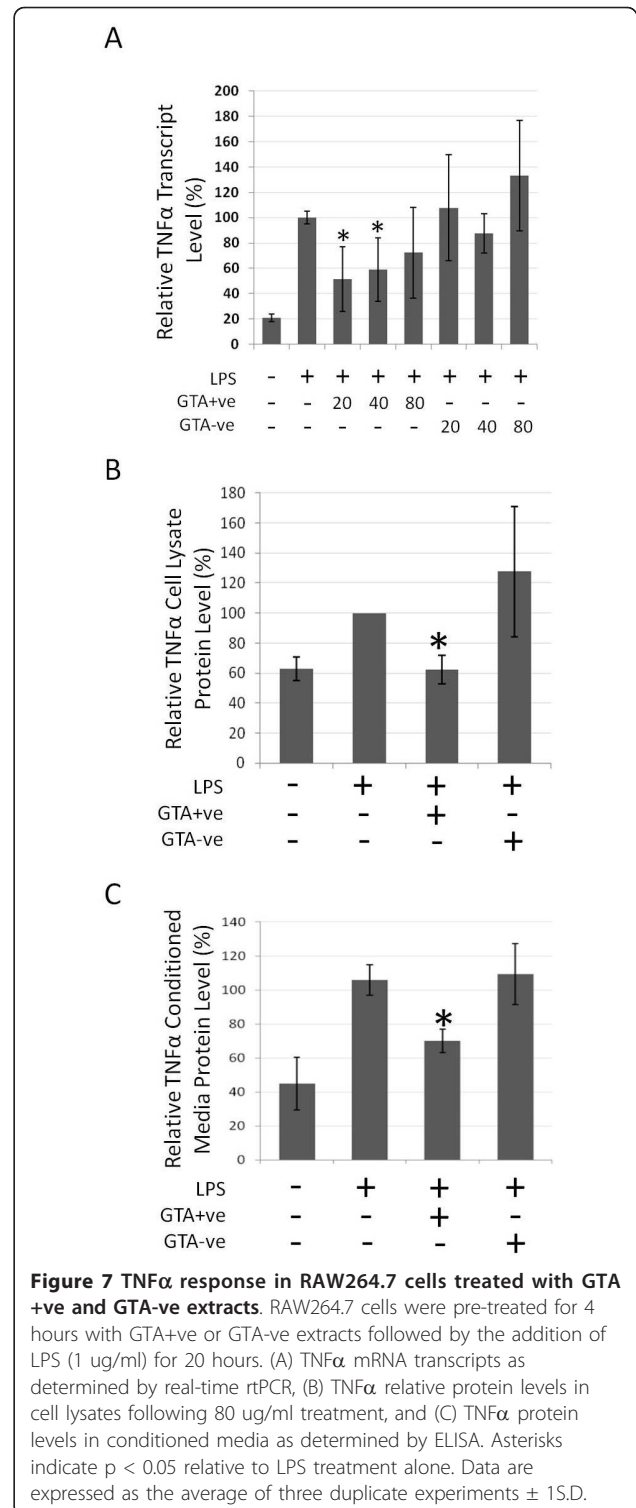 A
Relative TNFα Transcript
Level (%)
200
180
160
140
120
100
80
60
40
20
0
* *
LPS - + + + + + + +
GTA+ve - - 20 40 80 - - -
GTA-ve - - - - - 20 40 80
B
Relative TNFα Cell Lysate
Protein Level (%)
180
160
140
120
100
80
60
40
20
0
*
LPS - + + +
GTA+ve - - + -
GTA-ve - - - +
C
Relative TNFα Conditioned
Media Protein Level (%)
140
120
100
80
60
40
20
0
*
LPS - + + +
GTA+ve - - + -
GTA-ve - - - +
Figure 7 TNFα response in RAW264.7 cells treated with GTA
+ve and GTA-ve extracts. RAW264.7 cells were pre-treated for 4
hours with GTA+ve or GTA-ve extracts followed by the addition of
LPS (1 ug/ml) for 20 hours. (A) TNFα mRNA transcripts as
determined by real-time rtPCR, (B) TNFα relative protein levels in
cell lysates following 80 ug/ml treatment, and (C) TNFα protein
levels in conditioned media as determined by ELISA. Asterisks
indicate p < 0.05 relative to LPS treatment alone. Data are
expressed as the average of three duplicate experiments ± 1S.D.